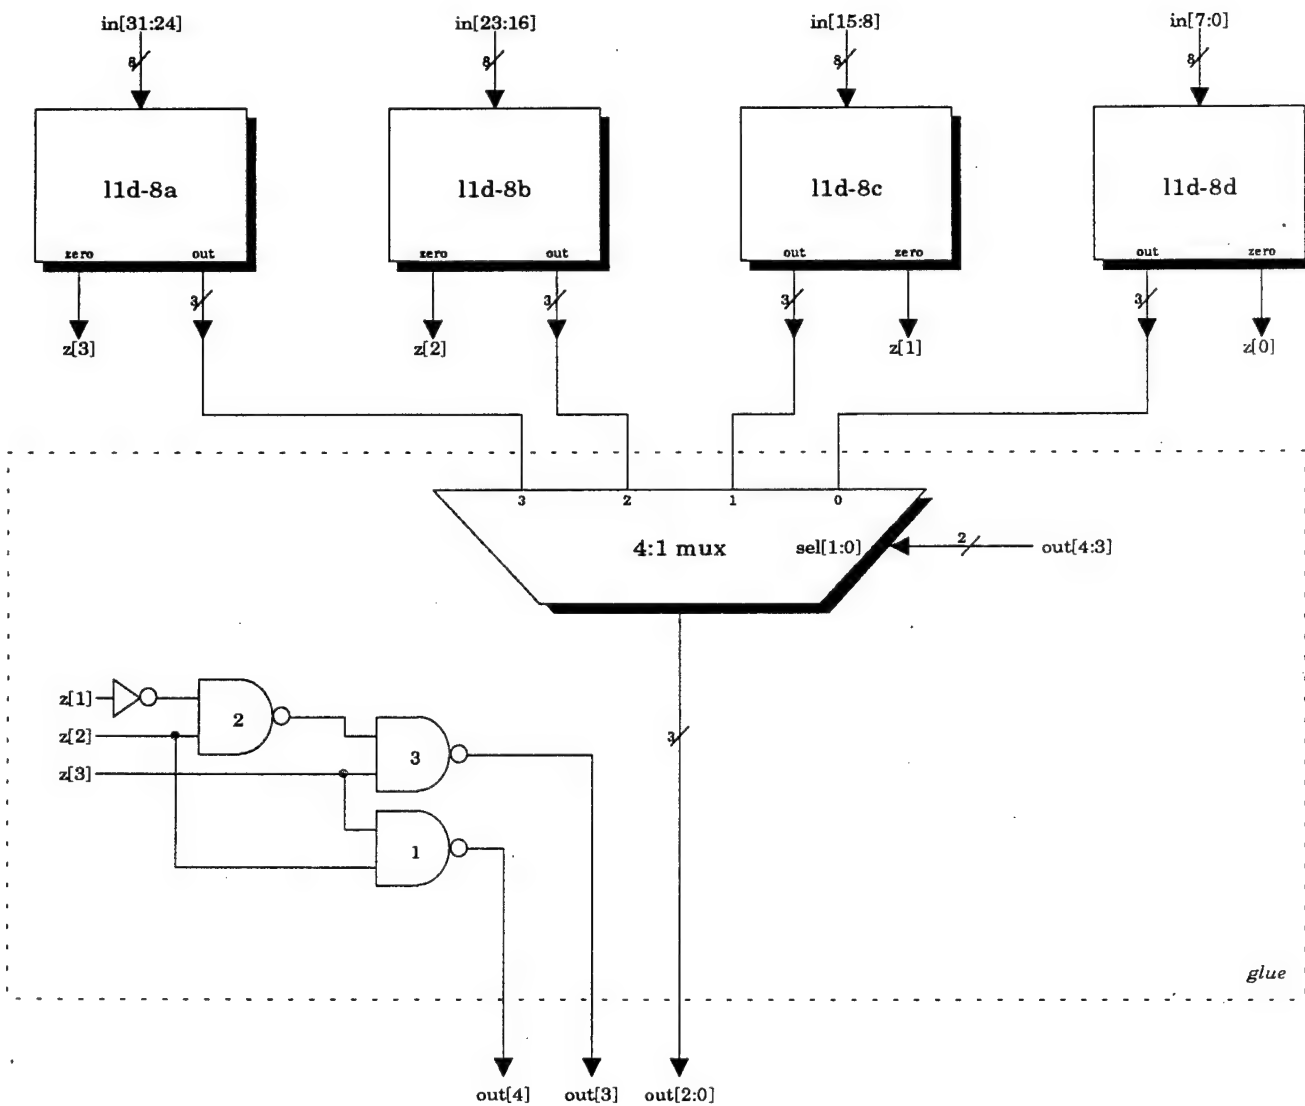 in[31:24] in[23:16] in[15:8] in[7:0]
8 8 8 8
l1d-8a l1d-8b l1d-8c l1d-8d
zero out zero out out zero out zero
3 3 3 3
z[3] z[2] z[1] z[0]
3 2 1 0
4:1 mux sel[1:0] 2 out[4:3]
z[1]
2
z[2]
3
z[3]
3
1
glue
out[4] out[3] out[2:0]